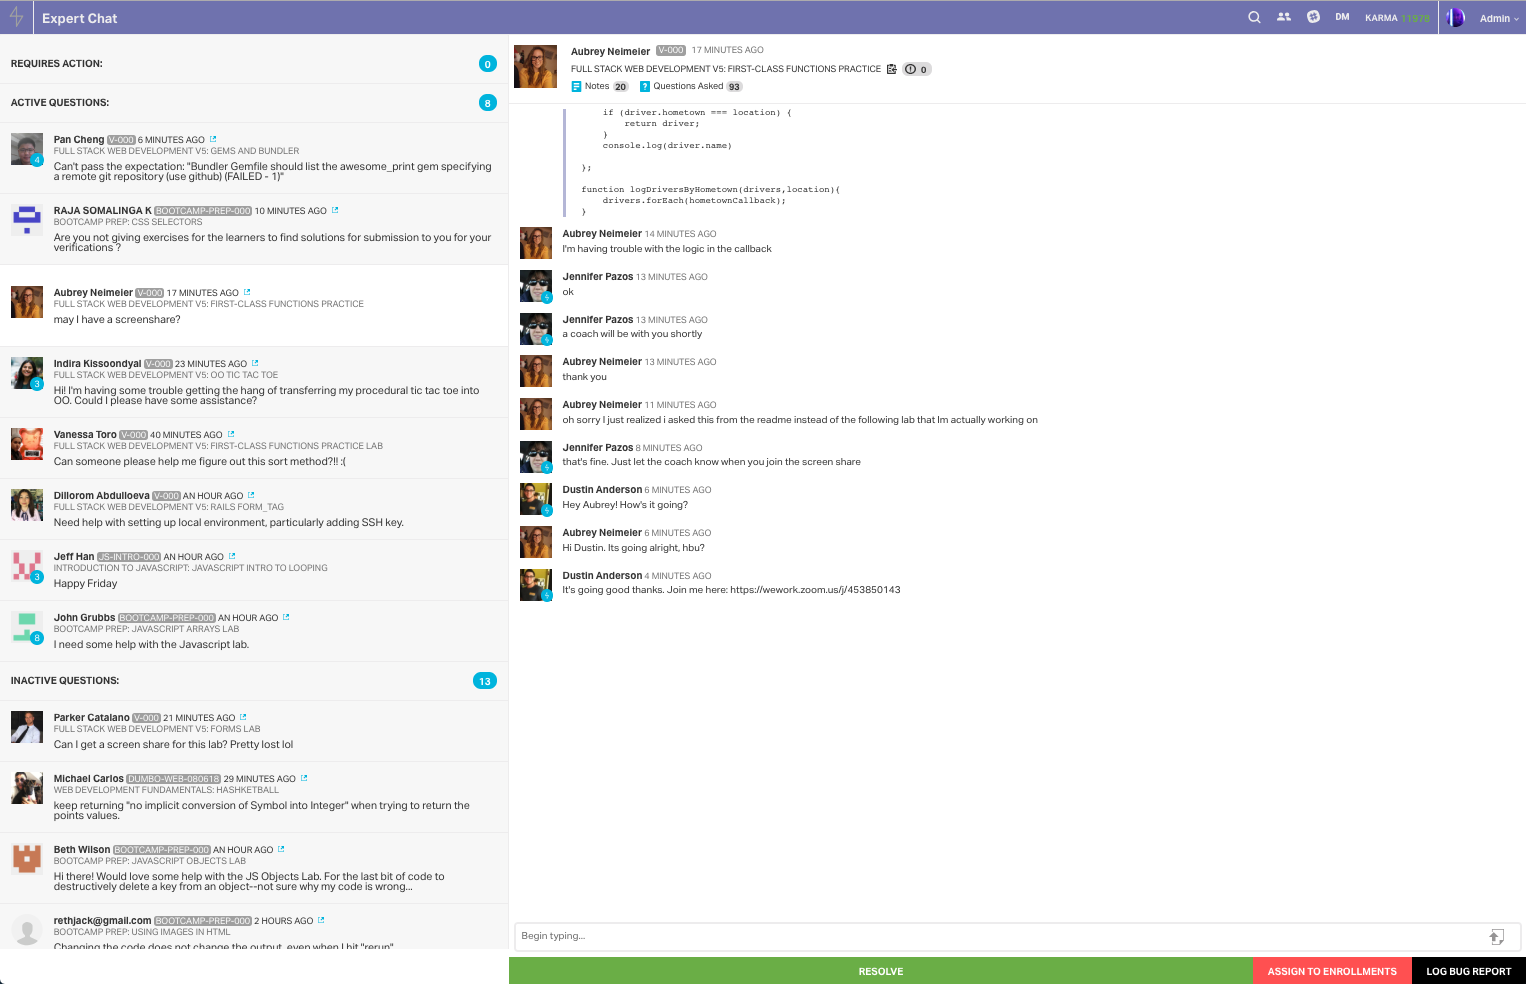 Expert Chat
DM
KARMA 11978
Admin
REQUIRES ACTION:
0
ACTIVE QUESTIONS:
8
Pan Cheng V-000 6 MINUTES AGO
4
FULL STACK WEB DEVELOPMENT V5: GEMS AND BUNDLER
Can't pass the expectation: "Bundler Gemfile should list the awesome_print gem specifying
a remote git repository (use github) (FAILED - 1)"
RAJA SOMALINGA K BOOTCAMP-PREP-000 10 MINUTES AGO
BOOTCAMP PREP: CSS SELECTORS
Are you not giving exercises for the learners to find solutions for submission to you for your
verifications ?
Aubrey Neimeier V-000 17 MINUTES AGO
FULL STACK WEB DEVELOPMENT V5: FIRST-CLASS FUNCTIONS PRACTICE
may I have a screenshare?
Indira Kissoondyal V-000 23 MINUTES AGO
3
FULL STACK WEB DEVELOPMENT V5: OO TIC TAC TOE
Hi! I'm having some trouble getting the hang of transferring my procedural tic tac toe into
OO. Could I please have some assistance?
Vanessa Toro V-000 40 MINUTES AGO
FULL STACK WEB DEVELOPMENT V5: FIRST-CLASS FUNCTIONS PRACTICE LAB
Can someone please help me figure out this sort method?!! :(
Dillorom Abdulloeva V-000 AN HOUR AGO
FULL STACK WEB DEVELOPMENT V5: RAILS FORM_TAG
Need help with setting up local environment, particularly adding SSH key.
Jeff Han JS-INTRO-000 AN HOUR AGO
3
INTRODUCTION TO JAVASCRIPT: JAVASCRIPT INTRO TO LOOPING
Happy Friday
John Grubbs BOOTCAMP-PREP-000 AN HOUR AGO
8
BOOTCAMP PREP: JAVASCRIPT ARRAYS LAB
I need some help with the Javascript lab.
INACTIVE QUESTIONS:
13
Parker Catalano V-000 21 MINUTES AGO
FULL STACK WEB DEVELOPMENT V5: FORMS LAB
Can I get a screen share for this lab? Pretty lost lol
Michael Carlos DUMBO-WEB-080618 29 MINUTES AGO
WEB DEVELOPMENT FUNDAMENTALS: HASHKETBALL
keep returning "no implicit conversion of Symbol into Integer" when trying to return the
points values.
Beth Wilson BOOTCAMP-PREP-000 AN HOUR AGO
BOOTCAMP PREP: JAVASCRIPT OBJECTS LAB
Hi there! Would love some help with the JS Objects Lab. For the last bit of code to
destructively delete a key from an object--not sure why my code is wrong...
rethjack@gmail.com BOOTCAMP-PREP-000 2 HOURS AGO
BOOTCAMP PREP: USING IMAGES IN HTML
Changing the code does not change the output, even when I hit "rerun"
Aubrey Neimeier V-000 17 MINUTES AGO
FULL STACK WEB DEVELOPMENT V5: FIRST-CLASS FUNCTIONS PRACTICE 0
Notes 20 ? Questions Asked 93
if (driver.hometown === location) {
return driver;
}
console.log(driver.name)
};
function logDriversByHometown(drivers,location){
drivers.forEach(hometownCallback);
}
Aubrey Neimeier 14 MINUTES AGO
I'm having trouble with the logic in the callback
Jennifer Pazos 13 MINUTES AGO
ok
Jennifer Pazos 13 MINUTES AGO
a coach will be with you shortly
Aubrey Neimeier 13 MINUTES AGO
thank you
Aubrey Neimeier 11 MINUTES AGO
oh sorry I just realized i asked this from the readme instead of the following lab that Im actually working on
Jennifer Pazos 8 MINUTES AGO
that's fine. Just let the coach know when you join the screen share
Dustin Anderson 6 MINUTES AGO
Hey Aubrey! How's it going?
Aubrey Neimeier 6 MINUTES AGO
Hi Dustin. Its going alright, hbu?
Dustin Anderson 4 MINUTES AGO
It's going good thanks. Join me here: https://wework.zoom.us/j/453850143
Begin typing...
RESOLVE
ASSIGN TO ENROLLMENTS
LOG BUG REPORT